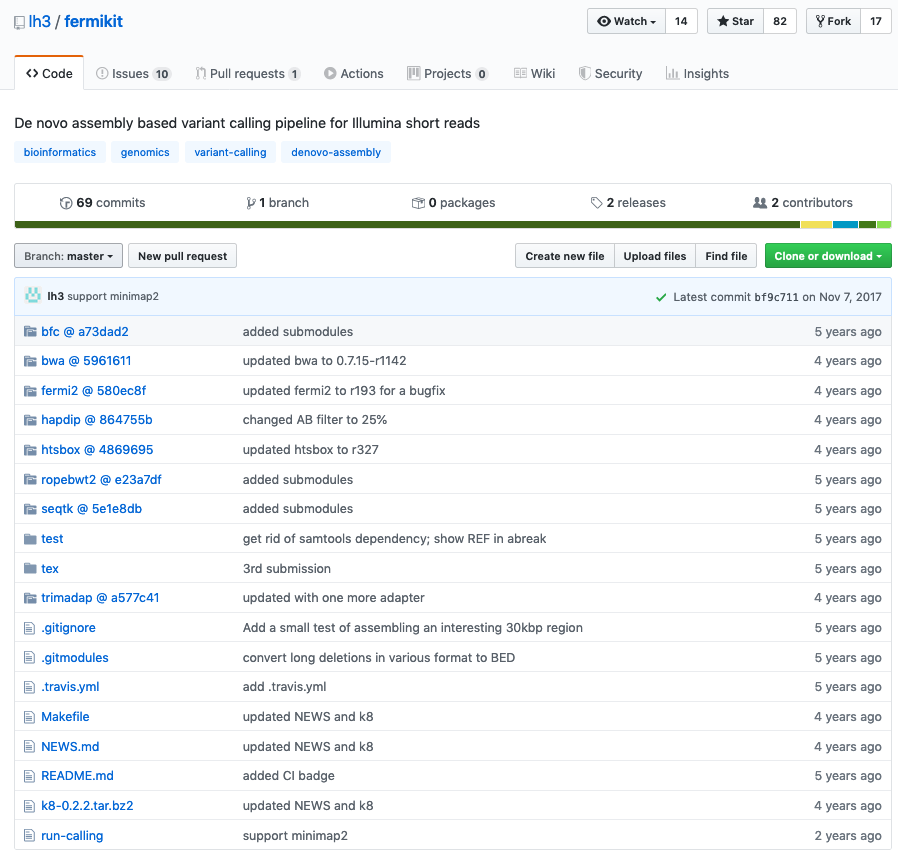 lh3 / fermikit Watch 14 Star 82 Fork 17
Code Issues 10 Pull requests 1 Actions Projects 0 Wiki Security Insights
De novo assembly based variant calling pipeline for Illumina short reads
bioinformatics genomics variant-calling denovo-assembly
69 commits 1 branch 0 packages 2 releases 2 contributors
Branch: master New pull request Create new file Upload files Find file Clone or download
lh3 support minimap2 Latest commit bf9c711 on Nov 7, 2017
bfc @ a73dad2 added submodules 5 years ago
bwa @ 5961611 updated bwa to 0.7.15-r1142 4 years ago
fermi2 @ 580ec8f updated fermi2 to r193 for a bugfix 4 years ago
hapdip @ 864755b changed AB filter to 25% 4 years ago
htsbox @ 4869695 updated htsbox to r327 4 years ago
ropebwt2 @ e23a7df added submodules 5 years ago
seqtk @ 5e1e8db added submodules 5 years ago
test get rid of samtools dependency; show REF in abreak 5 years ago
tex 3rd submission 5 years ago
trimadap @ a577c41 updated with one more adapter 4 years ago
.gitignore Add a small test of assembling an interesting 30kbp region 5 years ago
.gitmodules convert long deletions in various format to BED 5 years ago
.travis.yml add .travis.yml 5 years ago
Makefile updated NEWS and k8 4 years ago
NEWS.md updated NEWS and k8 4 years ago
README.md added CI badge 5 years ago
k8-0.2.2.tar.bz2 updated NEWS and k8 4 years ago
run-calling support minimap2 2 years ago